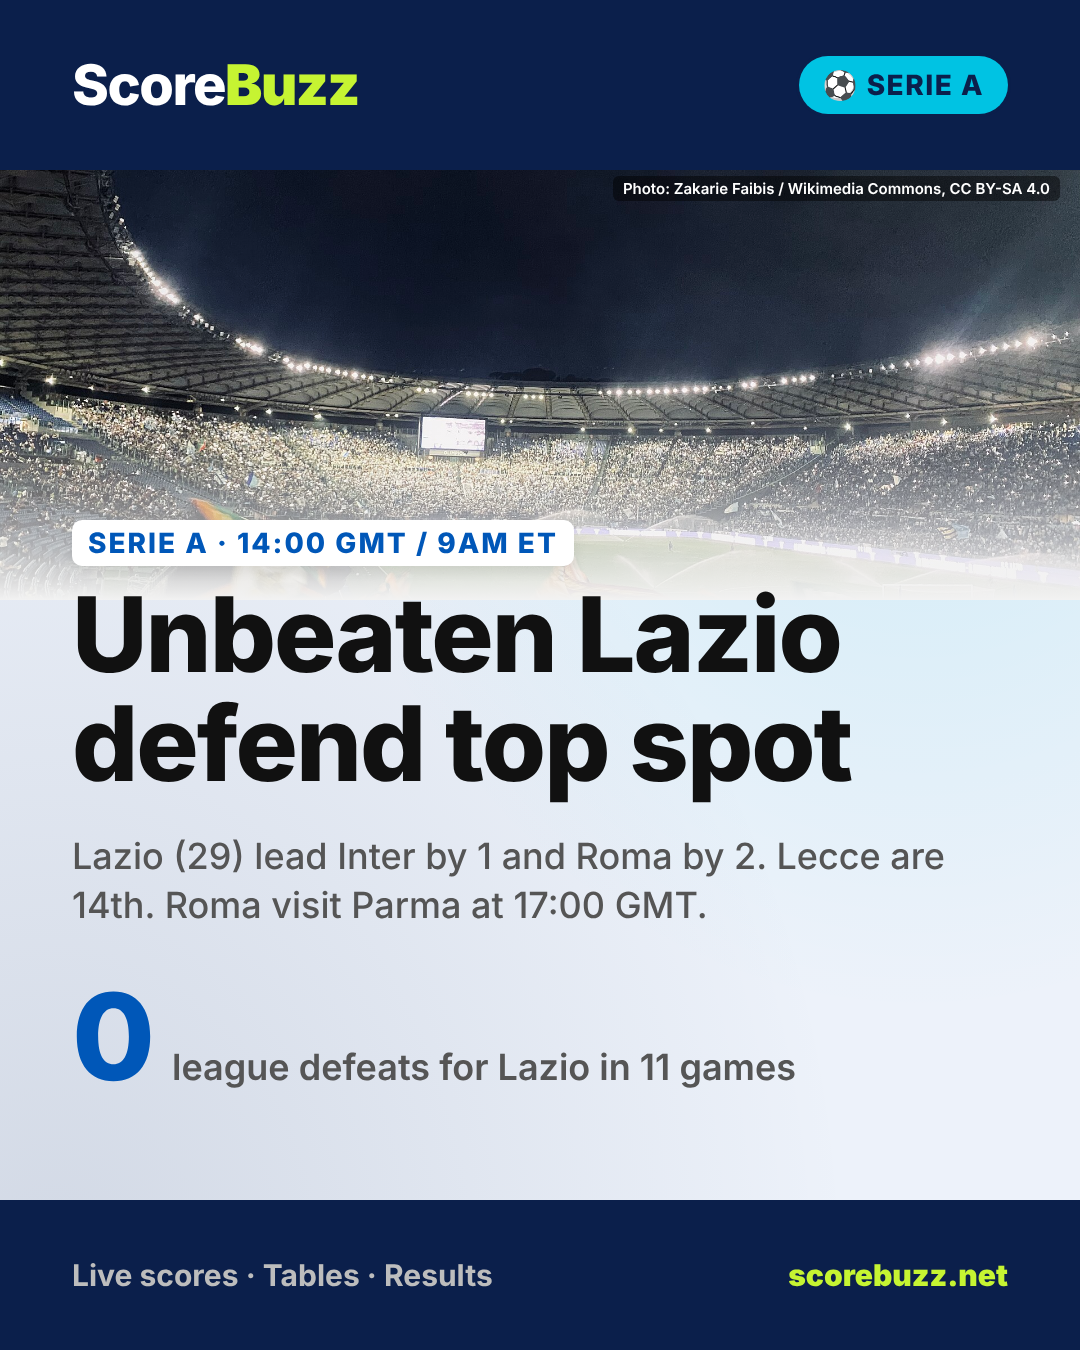 ScoreBuzz
⚽ SERIE A
Photo: Zakarie Faibis / Wikimedia Commons, CC BY-SA 4.0
SERIE A · 14:00 GMT / 9AM ET
Unbeaten Lazio
defend top spot
Lazio (29) lead Inter by 1 and Roma by 2. Lecce are
14th. Roma visit Parma at 17:00 GMT.
0 league defeats for Lazio in 11 games
Live scores · Tables · Results
scorebuzz.net